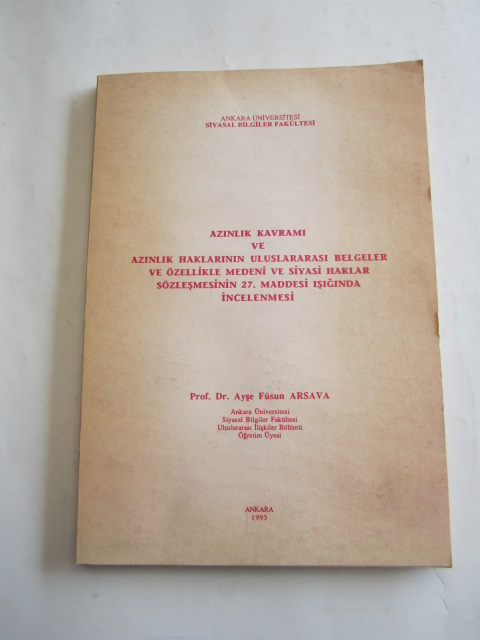 ANKARA ÜNİVERSİTESİ
SİYASAL BİLGİLER FAKÜLTESİ
AZINLIK KAVRAMI
VE
AZINLIK HAKLARININ ULUSLARARASI BELGELER
VE ÖZELLİKLE MEDENİ VE SİYASİ HAKLAR
SÖZLEŞMESİNİN 27. MADDESİ IŞIĞINDA
İNCELENMESİ
Prof. Dr. Ayşe Füsun ARSAVA
Ankara Üniversitesi
Siyasal Bilgiler Fakültesi
Uluslararası İlişkiler Bölümü
Öğretim Üyesi
ANKARA
1993